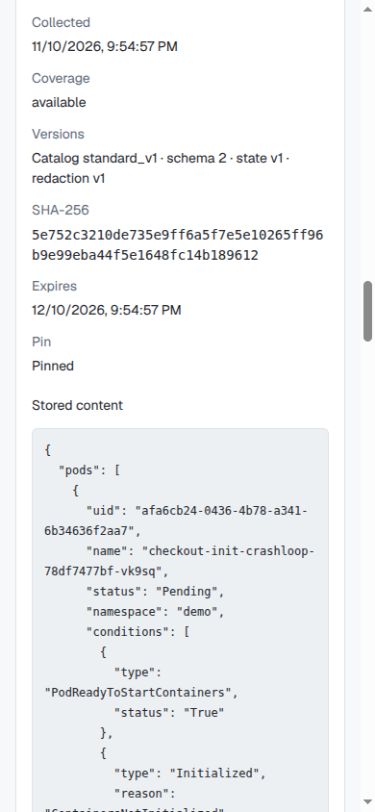 Collected
11/10/2026, 9:54:57 PM
Coverage
available
Versions
Catalog standard_v1 · schema 2 · state v1 ·
redaction v1
SHA-256
5e752c3210de735e9ff6a5f7e5e10265ff96
b9e99eba44f5e1648fc14b189612
Expires
12/10/2026, 9:54:57 PM
Pin
Pinned
Stored content
{
  "pods": [
    {
      "uid": "afa6cb24-0436-4b78-a341-
6b34636f2aa7",
      "name": "checkout-init-crashloop-
78df7477bf-vk9sq",
      "status": "Pending",
      "namespace": "demo",
      "conditions": [
        {
          "type":
"PodReadyToStartContainers",
          "status": "True"
        },
        {
          "type": "Initialized",
          "reason":
"ContainersNotInitialized",